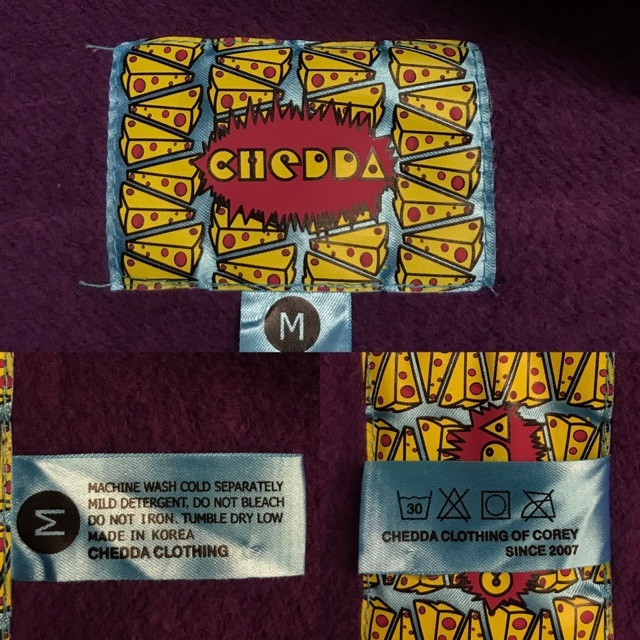 CHEDDA
M
M
MACHINE WASH COLD SEPARATELY
MILD DETERGENT, DO NOT BLEACH
DO NOT IRON. TUMBLE DRY LOW
MADE IN KOREA
CHEDDA CLOTHING
30
CHEDDA CLOTHING OF COREY
SINCE 2007